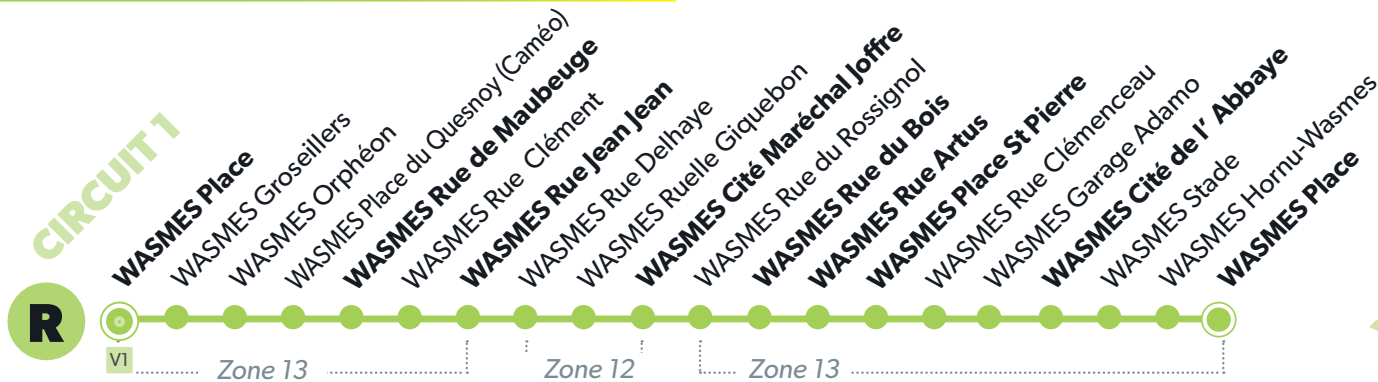 CIRCUIT 1
WASMES Place
WASMES Groseillers
WASMES Orphéon
WASMES Place du Quesnoy (Caméo)
WASMES Rue de Maubeuge
WASMES Rue Clément
WASMES Rue Jean Jean
WASMES Rue Delhaye
WASMES Ruelle Giquebon
WASMES Cité Maréchal Joffre
WASMES Rue du Rossignol
WASMES Rue du Bois
WASMES Rue Artus
WASMES Place St Pierre
WASMES Rue Clémenceau
WASMES Garage Adamo
WASMES Cité de l' Abbaye
WASMES Stade
WASMES Hornu-Wasmes
WASMES Place
R
V1
Zone 13
Zone 12
Zone 13